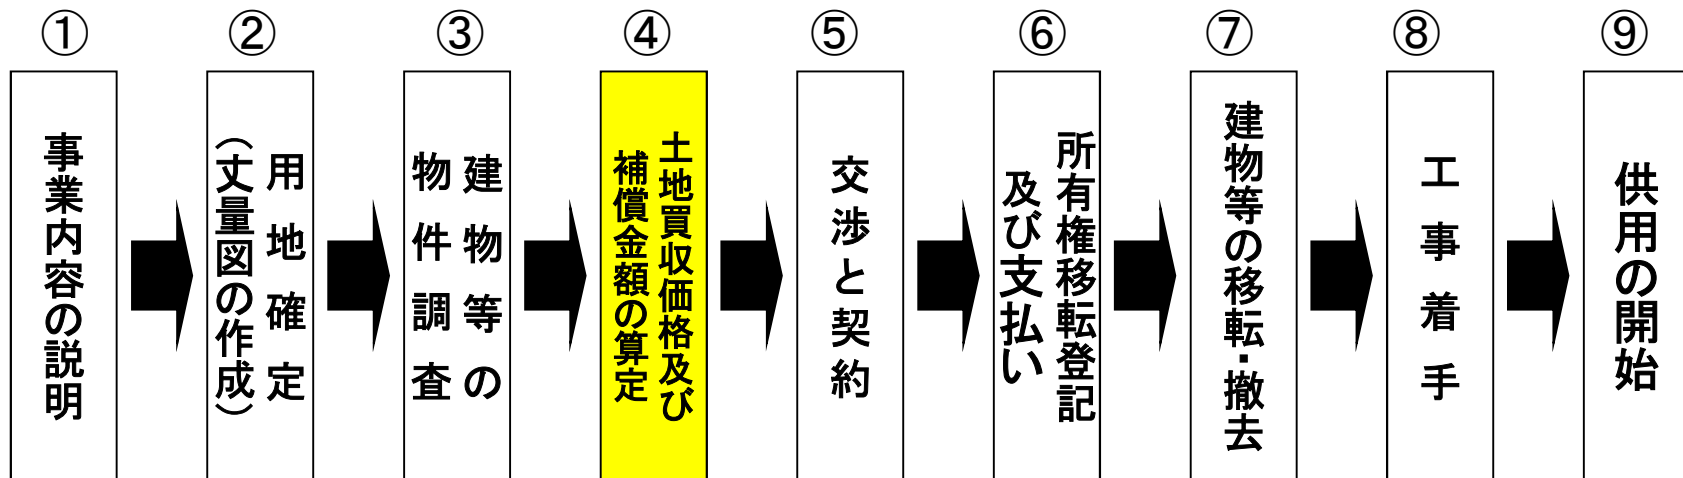 ①
事業内容の説明
②
用地確定
（丈量図の作成）
③
建物等の
物件調査
④
土地買収価格及び
補償金額の算定
⑤
交渉と契約
⑥
所有権移転登記
及び支払い
⑦
建物等の移転・撤去
⑧
工事着手
⑨
供用の開始